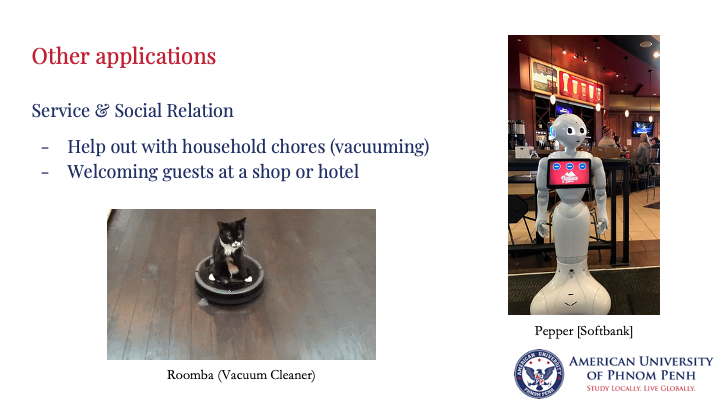 Other applications
Service & Social Relation
- Help out with household chores (vacuuming)
- Welcoming guests at a shop or hotel
Roomba (Vacuum Cleaner)
Pepper [Softbank]
AMERICAN UNIVERSITY
OF PHNOM PENH
STUDY LOCALLY. LIVE GLOBALLY.